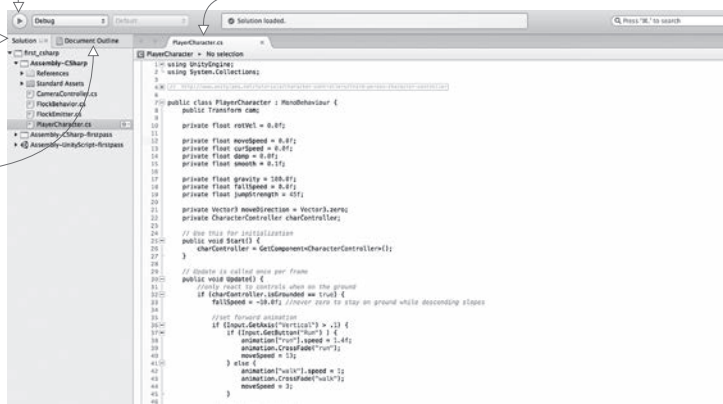 Debug
Default
Solution loaded.
Press '⌘.' to search
Solution
Document Outline
PlayerCharacter.cs
first_csharp
Assembly-CSharp
References
Standard Assets
CameraController.cs
FlockBehavior.cs
FlockEmitter.cs
PlayerCharacter.cs
Assembly-CSharp-firstpass
Assembly-UnityScript-firstpass
PlayerCharacter ▸ No selection
1 using UnityEngine;
2 using System.Collections;
3
4
7 public class PlayerCharacter : MonoBehaviour {
8 public Transform cam;
9
10 private float rotVel = 0.0f;
11
12 private float moveSpeed = 0.0f;
13 private float curSpeed = 0.0f;
14 private float damp = 0.0f;
15 private float smooth = 0.1f;
16
17 private float gravity = 100.0f;
18 private float fallSpeed = 0.0f;
19 private float jumpStrength = 45f;
20
21 private Vector3 moveDirection = Vector3.zero;
22 private CharacterController charController;
23
24 // Use this for initialization
25 public void Start() {
26 charController = GetComponent<CharacterController>();
27 }
28
29 // Update is called once per frame
30 public void Update() {
31 //only react to controls when on the ground
32 if (charController.isGrounded == true) {
33 fallSpeed = -10.0f; //never zero to stay on ground while descending slopes
34
35 //set forward animation
36 if (Input.GetAxis("Vertical") > .1) {
37 if (Input.GetButton("Run") ) {
38 animation["run"].speed = 1.4f;
39 animation.CrossFade("run");
40 moveSpeed = 13;
41 } else {
42 animation["walk"].speed = 1;
43 animation.CrossFade("walk");
44 moveSpeed = 3;
45 }
46